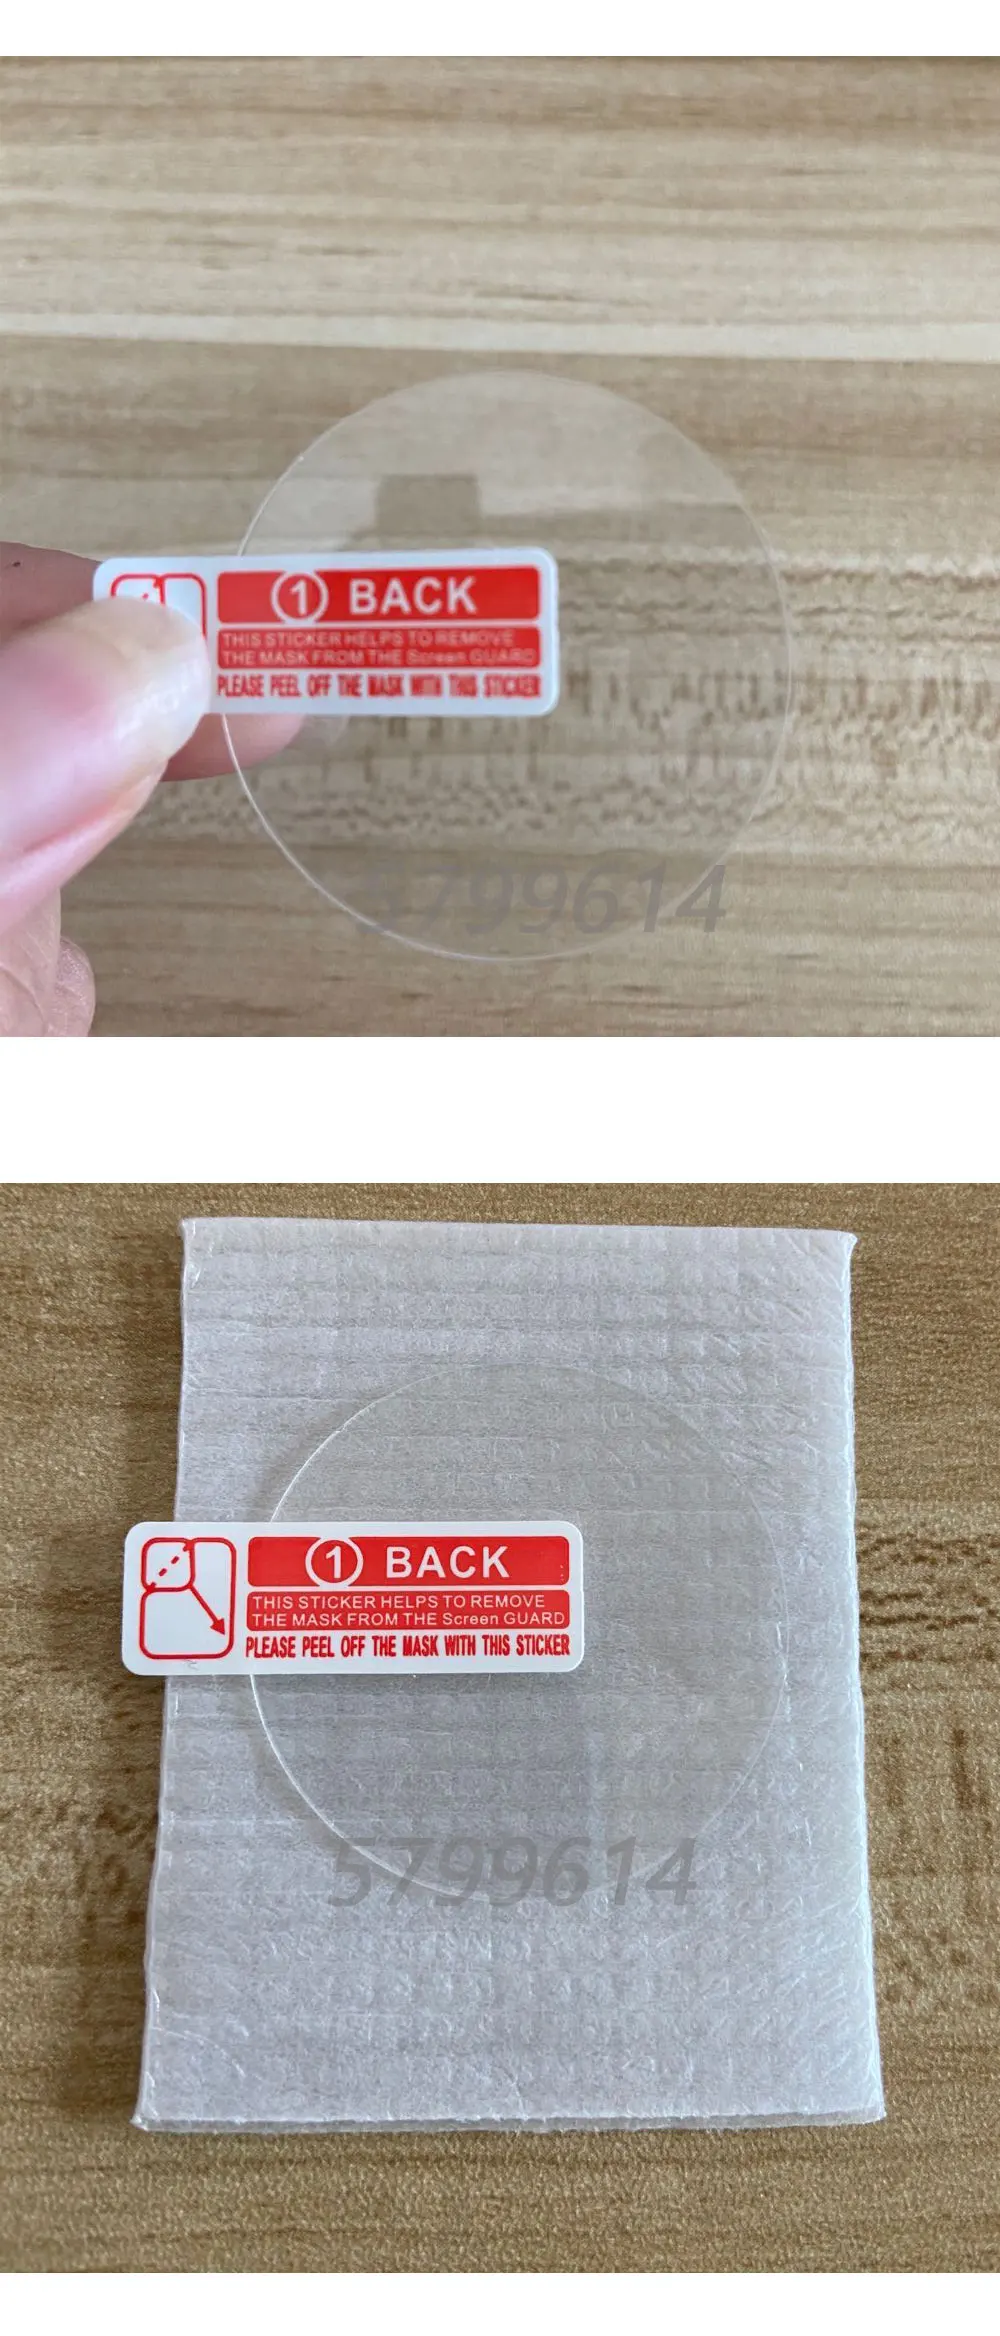 ① BACK
THIS STICKER HELPS TO REMOVE
THE MASK FROM THE Screen GUARD
PLEASE PEEL OFF THE MASK WITH THIS STICKER
5799614
① BACK
THIS STICKER HELPS TO REMOVE
THE MASK FROM THE Screen GUARD
PLEASE PEEL OFF THE MASK WITH THIS STICKER
5799614